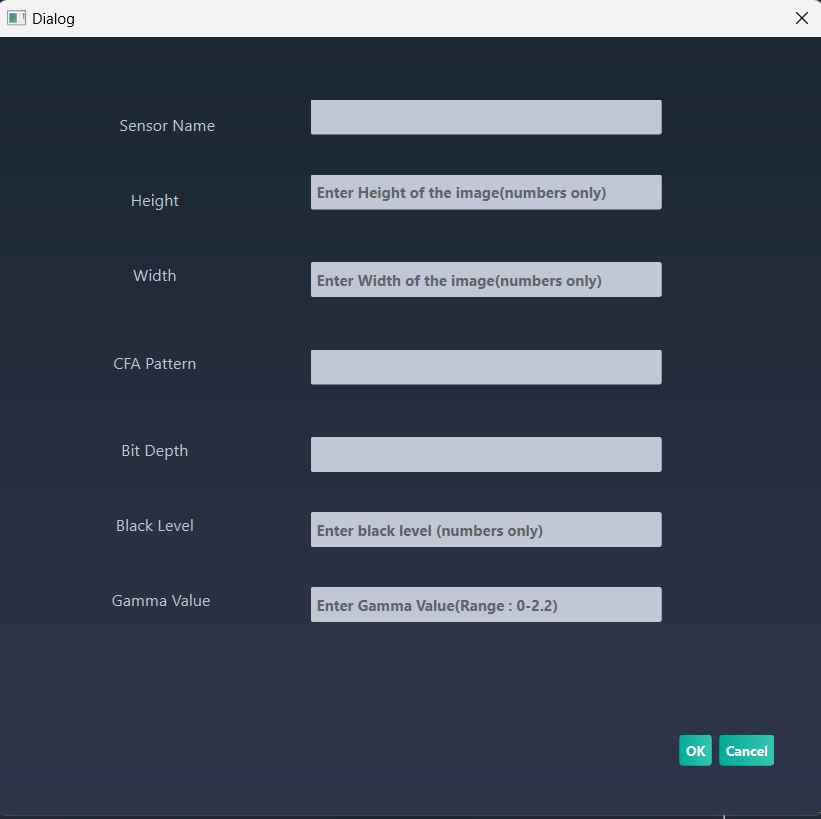 Dialog
Sensor Name
Height
Enter Height of the image(numbers only)
Width
Enter Width of the image(numbers only)
CFA Pattern
Bit Depth
Black Level
Enter black level (numbers only)
Gamma Value
Enter Gamma Value(Range : 0-2.2)
OK Cancel